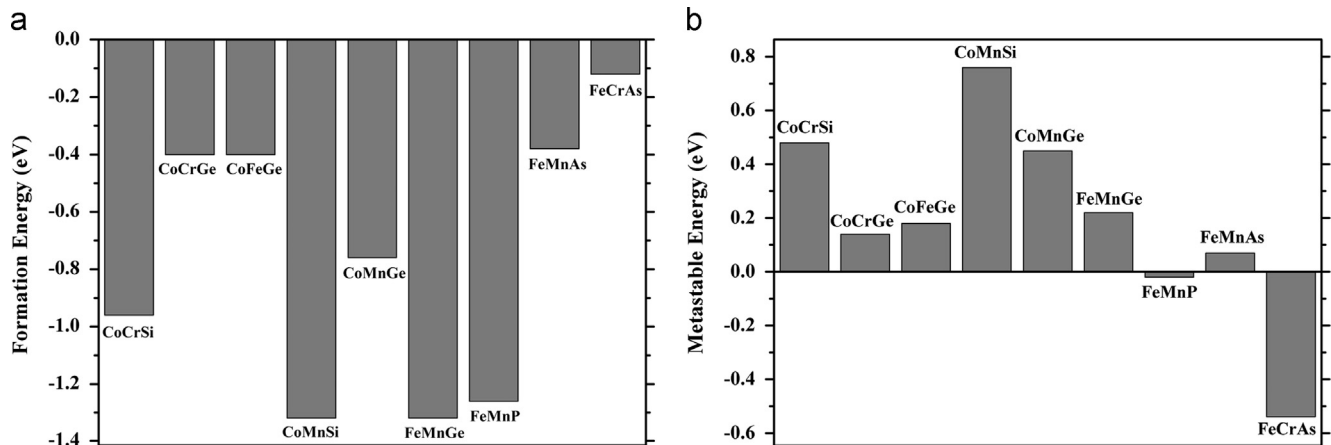 a
Formation Energy (eV)
0.0
-0.2
-0.4
-0.6
-0.8
-1.0
-1.2
-1.4
CoCrSi
CoCrGe
CoFeGe
CoMnSi
CoMnGe
FeMnGe
FeMnP
FeMnAs
FeCrAs
b
Metastable Energy (eV)
0.8
0.6
0.4
0.2
0.0
-0.2
-0.4
-0.6
CoCrSi
CoCrGe
CoFeGe
CoMnSi
CoMnGe
FeMnGe
FeMnP
FeMnAs
FeCrAs